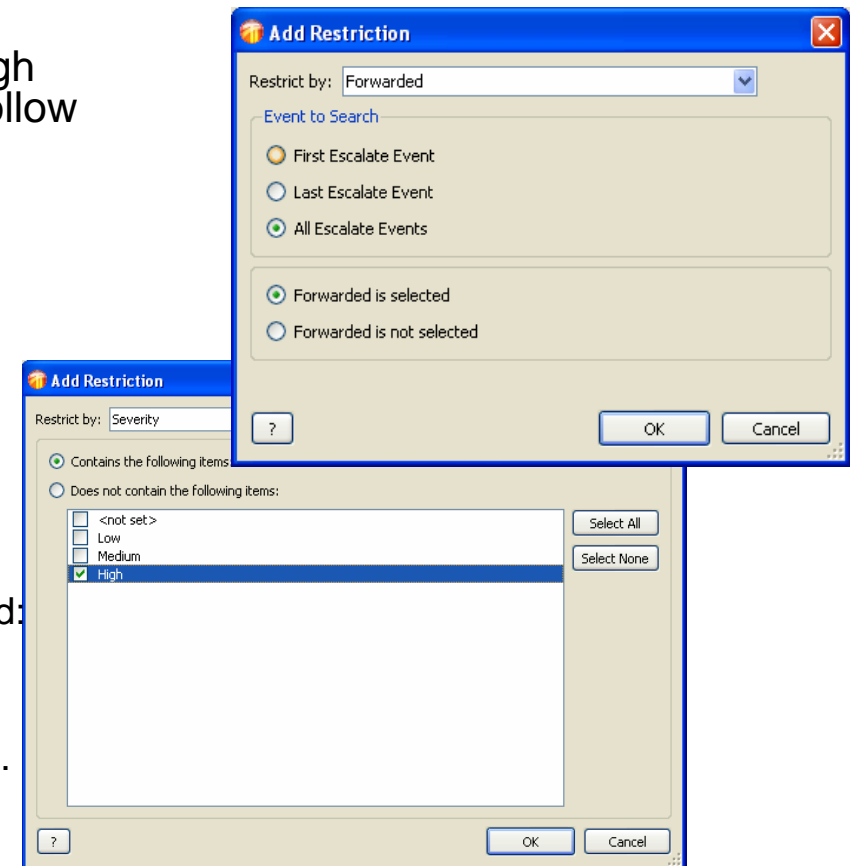 gh
ollow
Add Restriction
Restrict by: Forwarded
Event to Search
First Escalate Event
Last Escalate Event
All Escalate Events
Forwarded is selected
Forwarded is not selected
?
OK
Cancel
Add Restriction
Restrict by: Severity
Contains the following items:
Does not contain the following items:
<not set>
Low
Medium
High
Select All
Select None
d:
.
?
OK
Cancel